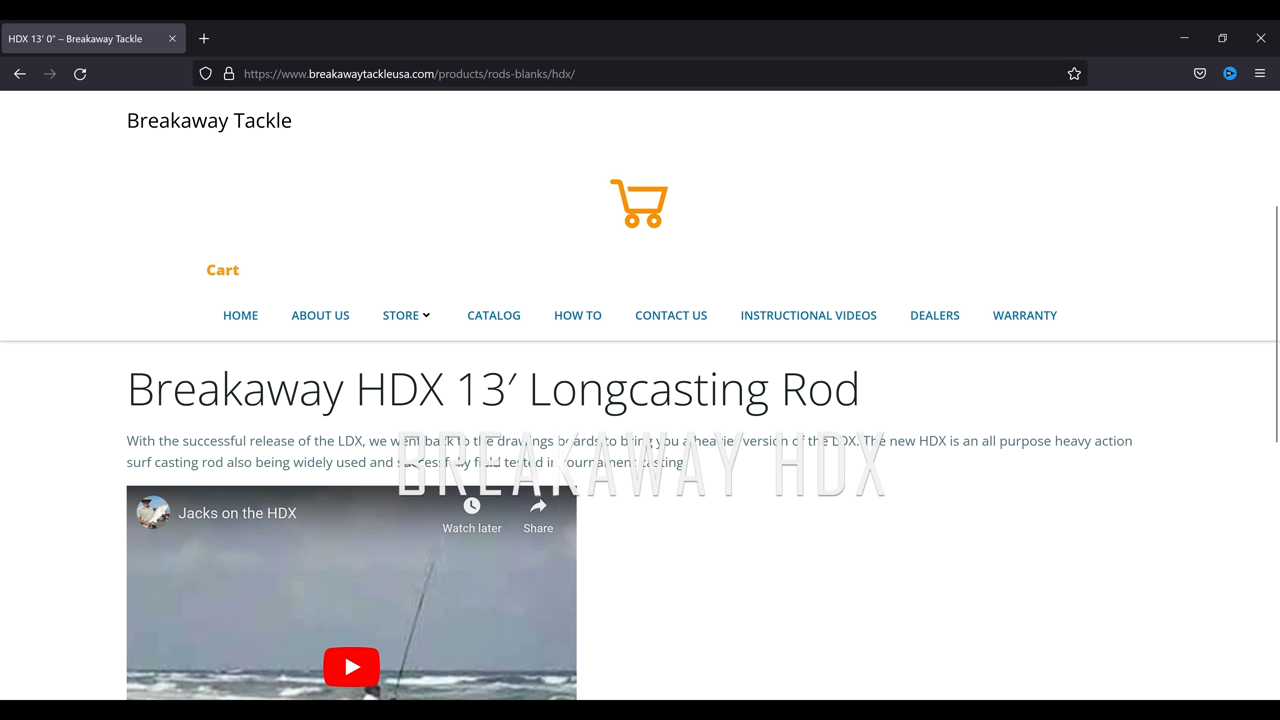 HDX 13′ 0″ – Breakaway Tackle
https://www.breakawaytackleusa.com/products/rods-blanks/hdx/
Breakaway Tackle
Cart
HOME ABOUT US STORE CATALOG HOW TO CONTACT US INSTRUCTIONAL VIDEOS DEALERS WARRANTY
Breakaway HDX 13′ Longcasting Rod
With the successful release of the LDX, we went back to the drawings boards to bring you a heavier version of the LDX. The new HDX is an all purpose heavy action
surf casting rod also being widely used and successfully field tested in tournament casting.
BREAKAWAY HDX
Jacks on the HDX
Watch later Share